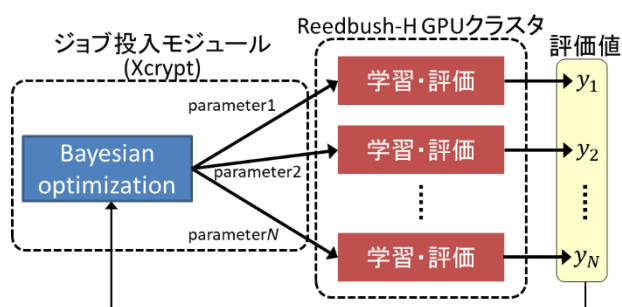 ジョブ投入モジュール
(Xcrypt)
Reedbush-H GPUクラスタ
評価値
Bayesian
optimization
parameter1
parameter2
parameterN
学習・評価
学習・評価
学習・評価
y₁
y₂
y_N